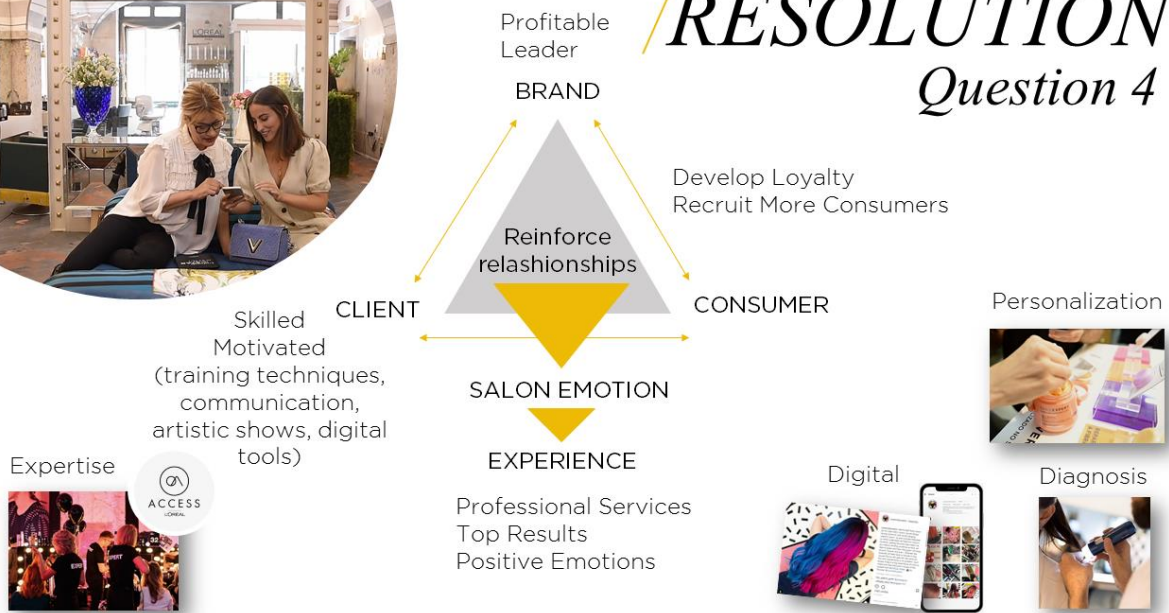 RESOLUTION
Question 4
Profitable
Leader
BRAND
Develop Loyalty
Recruit More Consumers
Reinforce
relashionships
CLIENT
CONSUMER
Skilled
Motivated
(training techniques,
communication,
artistic shows, digital
tools)
SALON EMOTION
EXPERIENCE
Professional Services
Top Results
Positive Emotions
Expertise
ACCESS
L'ORÉAL
Personalization
Digital
Diagnosis
L'ORÉAL
32